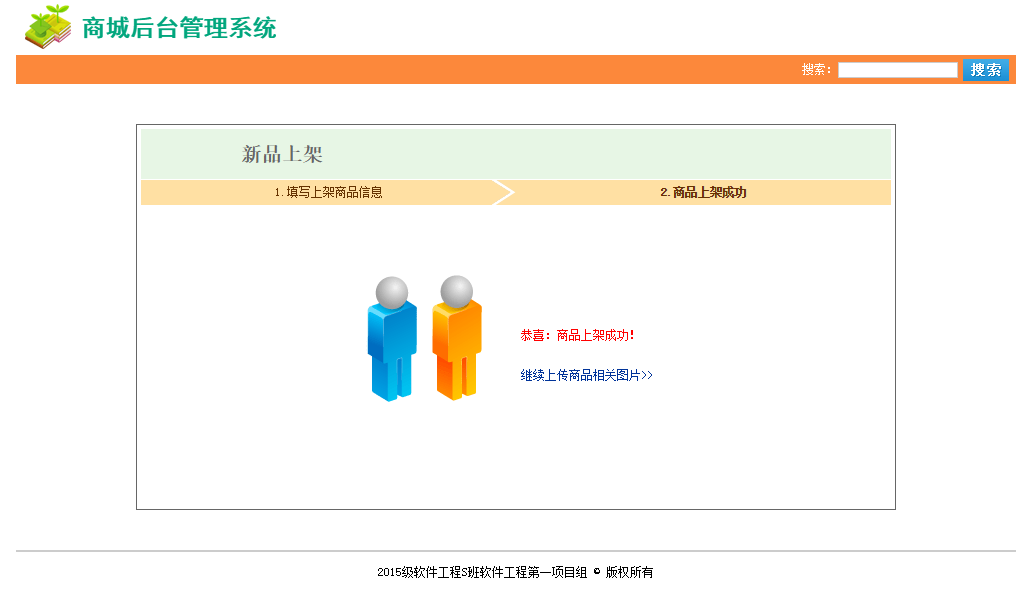 商城后台管理系统
搜索：
搜索
新品上架
1.填写上架商品信息
2.商品上架成功
恭喜：商品上架成功!
继续上传商品相关图片>>
2015级软件工程S班软件工程第一项目组 © 版权所有